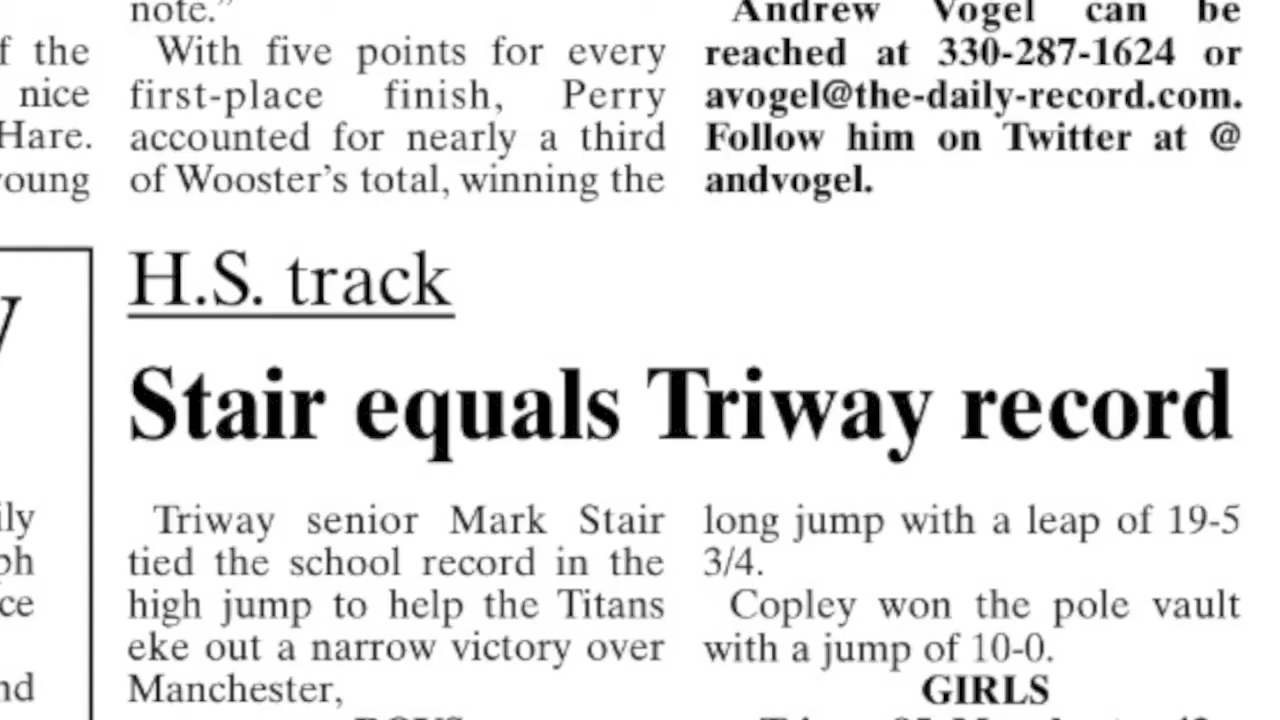 f the
nice
Hare.
young
ily
ph
ce
nd
note.”
With five points for every
first-place finish, Perry
accounted for nearly a third
of Wooster’s total, winning the
Andrew Vogel can be
reached at 330-287-1624 or
avogel@the-daily-record.com.
Follow him on Twitter at @
andvogel.
H.S. track
Stair equals Triway record
Triway senior Mark Stair
tied the school record in the
high jump to help the Titans
eke out a narrow victory over
Manchester,
long jump with a leap of 19-5
3/4.
Copley won the pole vault
with a jump of 10-0.
GIRLS